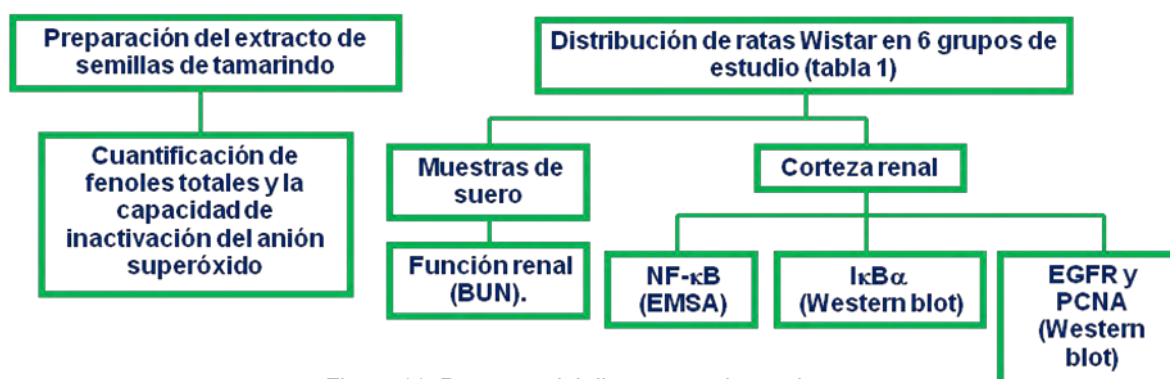 Preparación del extracto de
semillas de tamarindo
Cuantificación de
fenoles totales y la
capacidad de
inactivación del anión
superóxido
Distribución de ratas Wistar en 6 grupos de
estudio (tabla 1)
Muestras de
suero
Función renal
(BUN).
Corteza renal
NF-κB
(EMSA)
IκBα
(Western blot)
EGFR y
PCNA
(Western
blot)